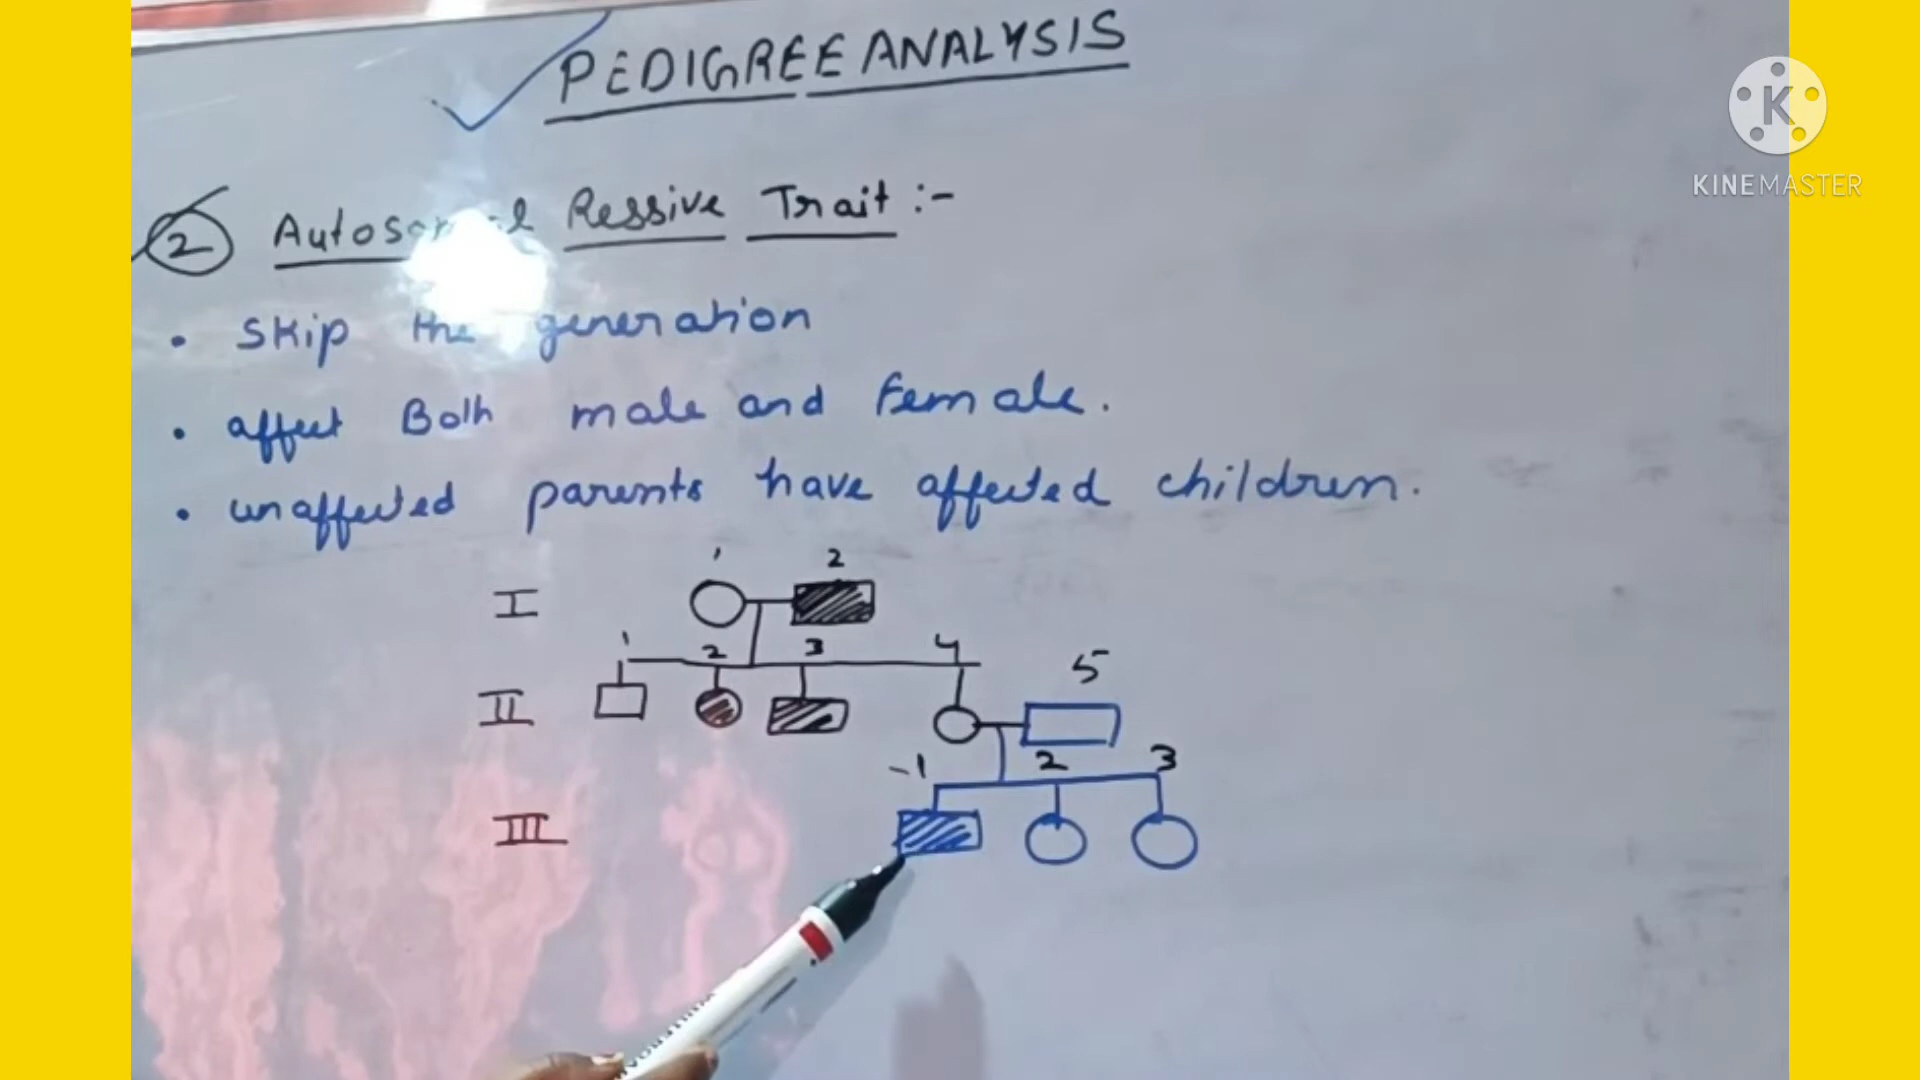 PEDIGREE ANALYSIS
K
KINEMASTER
2 Ressive Trait :-
• Skip the generation
• affect Both male and Female.
• unaffected parents have affected children.
1 2
I
1 2 3 4 5
II
-1 2 3
III